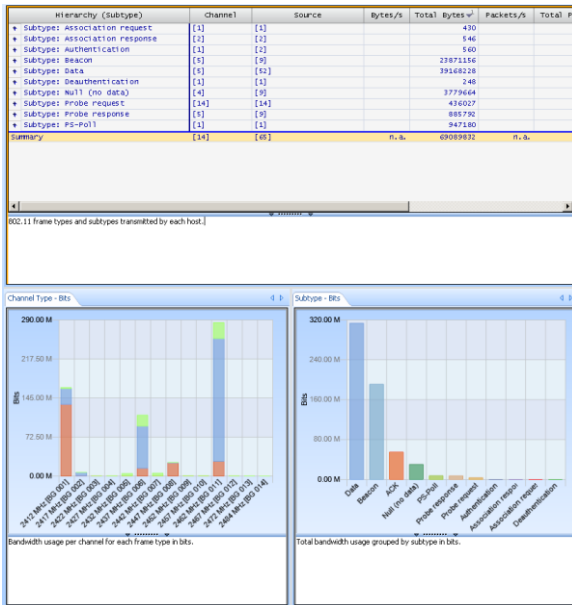 Hierarchy (Subtype) Channel Source Bytes/s Total Bytes Packets/s Total P
+ Subtype: Association request [1] [1] 430
+ Subtype: Association response [2] [2] 546
+ Subtype: Authentication [1] [2] 560
+ Subtype: Beacon [5] [9] 23871156
+ Subtype: Data [5] [52] 39168228
+ Subtype: Deauthentication [1] [1] 248
+ Subtype: Null (no data) [4] [9] 3779664
+ Subtype: Probe request [14] [14] 436027
+ Subtype: Probe response [5] [9] 885792
+ Subtype: PS-Poll [1] [1] 947180
Summary [14] [65] n.a. 69089832 n.a.
802.11 frame types and subtypes transmitted by each host.
Channel Type - Bits
290.00 M
217.50 M
145.00 M
72.50 M
0.00 M
Bits
2412 MHz [BG 001]
2417 MHz [BG 002]
2422 MHz [BG 003]
2427 MHz [BG 004]
2432 MHz [BG 005]
2437 MHz [BG 006]
2442 MHz [BG 007]
2447 MHz [BG 008]
2452 MHz [BG 009]
2457 MHz [BG 010]
2462 MHz [BG 011]
2467 MHz [BG 012]
2472 MHz [BG 013]
2484 MHz [BG 014]
Bandwidth usage per channel for each frame type in bits.
Subtype - Bits
320.00 M
240.00 M
160.00 M
80.00 M
0.00 M
Bits
Data
Beacon
ACK
Null (no data)
PS-Poll
Probe response
Probe request
Authentication
Association respon
Association reques
Deauthentication
Total bandwidth usage grouped by subtype in bits.